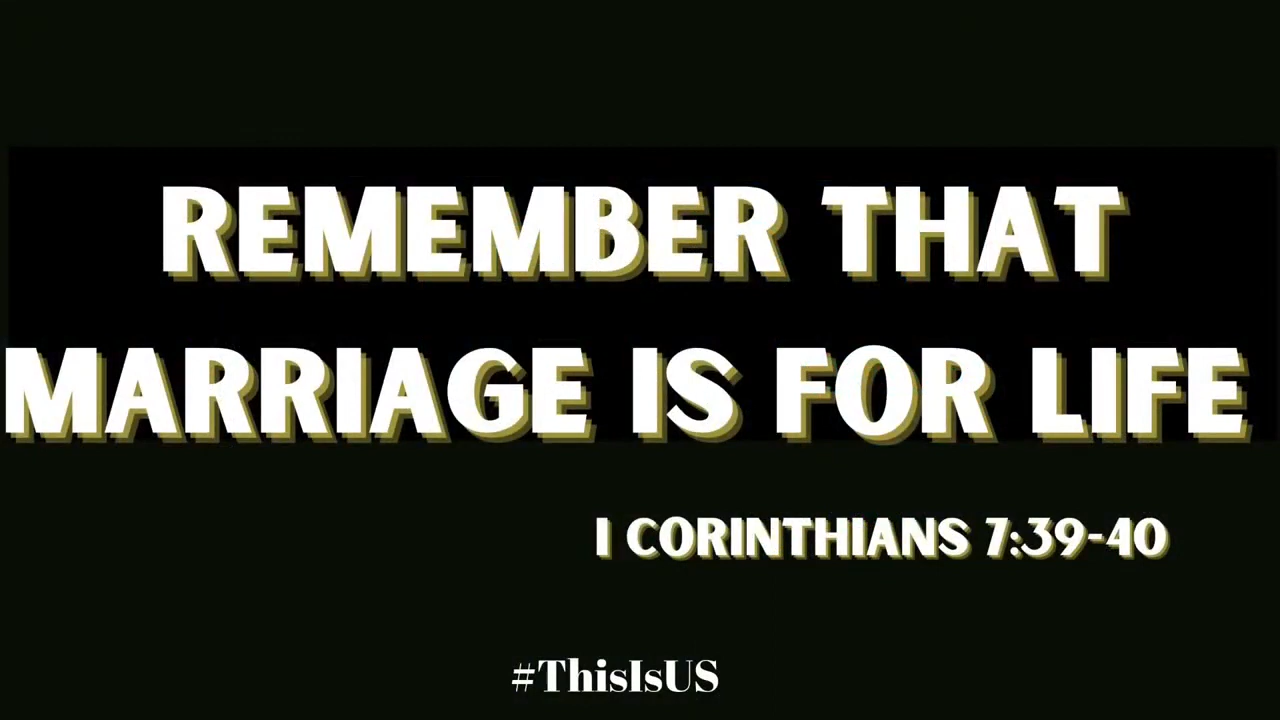 REMEMBER THAT
MARRIAGE IS FOR LIFE
I CORINTHIANS 7:39-40
#ThisIsUS